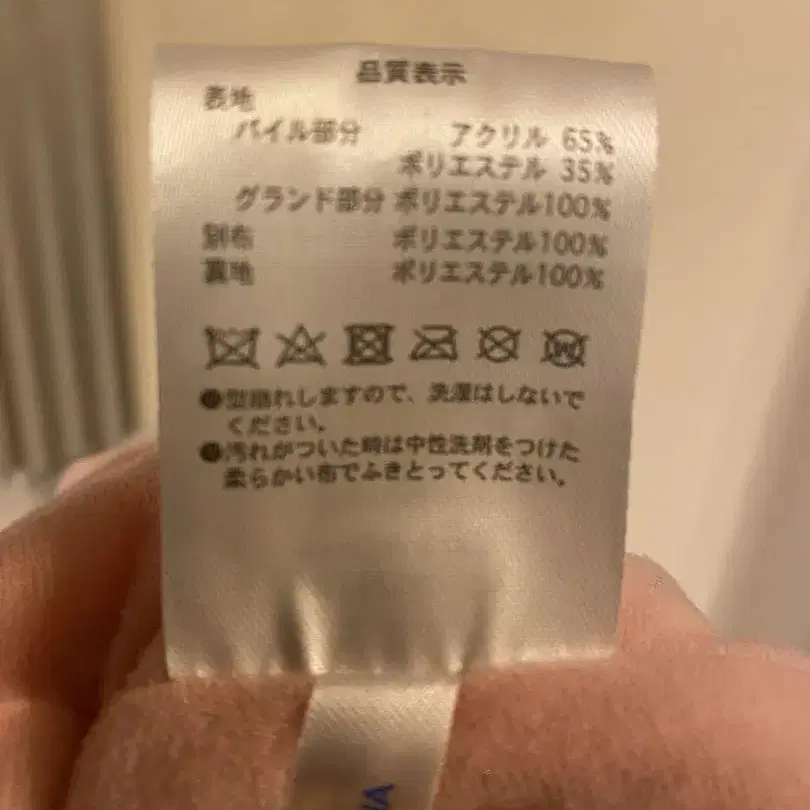 品質表示
表地
パイル部分 アクリル 65%
ポリエステル 35%
グランド部分 ポリエステル100%
別布 ポリエステル100%
裏地 ポリエステル100%
●型崩れしますので、洗濯はしないで
ください。
●汚れがついた時は中性洗剤をつけた
柔らかい布でふきとってください。